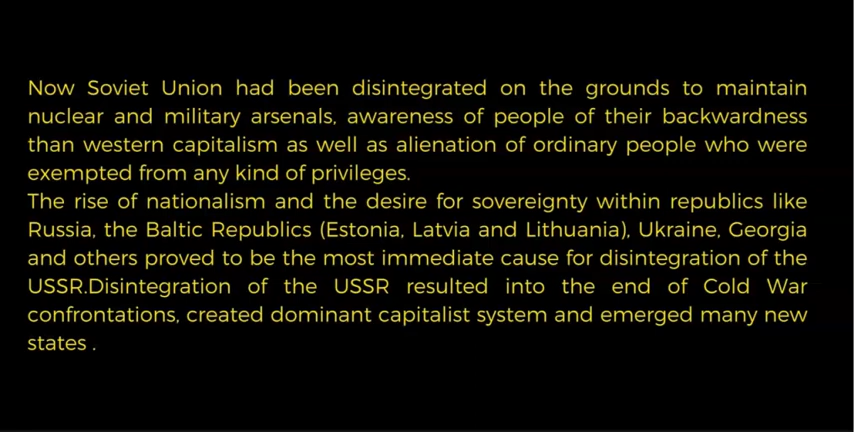 Now Soviet Union had been disintegrated on the grounds to maintain
nuclear and military arsenals, awareness of people of their backwardness
than western capitalism as well as alienation of ordinary people who were
exempted from any kind of privileges.
The rise of nationalism and the desire for sovereignty within republics like
Russia, the Baltic Republics (Estonia, Latvia and Lithuania), Ukraine, Georgia
and others proved to be the most immediate cause for disintegration of the
USSR.Disintegration of the USSR resulted into the end of Cold War
confrontations, created dominant capitalist system and emerged many new
states .